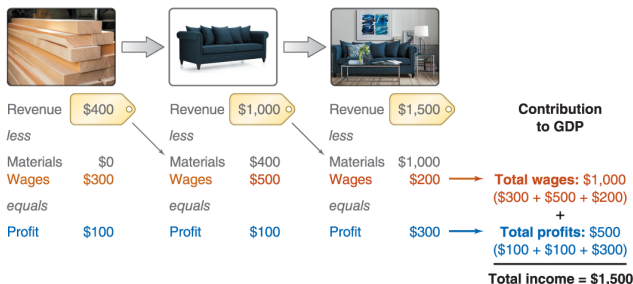 Revenue $400 Revenue $1,000 Revenue $1,500 Contribution
to GDP
less less less
Materials $0 Materials $400 Materials $1,000
Wages $300 Wages $500 Wages $200 Total wages: $1,000
($300 + $500 + $200)
equals equals equals +
Profit $100 Profit $100 Profit $300 Total profits: $500
($100 + $100 + $300)
Total income = $1,500